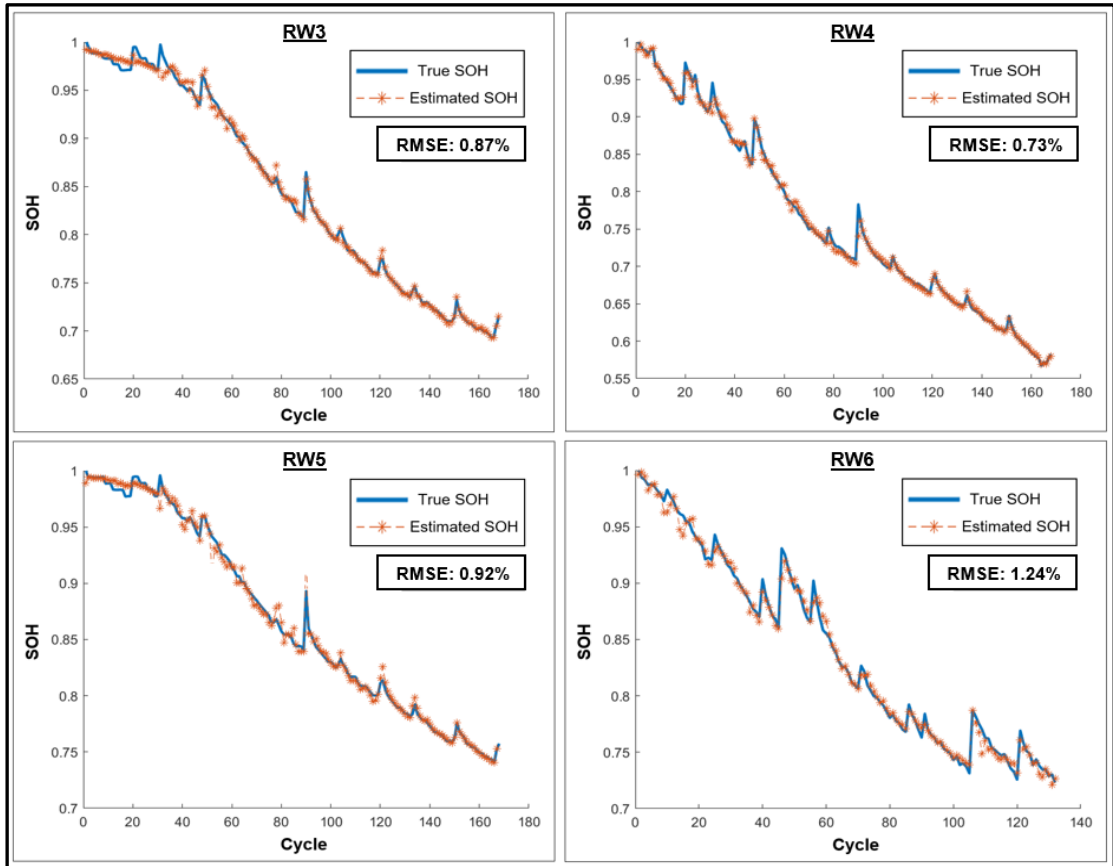 RW3
True SOH
Estimated SOH
RMSE: 0.87%
1
0.95
0.9
0.85
0.8
0.75
0.7
0.65
SOH
0 20 40 60 80 100 120 140 160 180
Cycle
RW4
True SOH
Estimated SOH
RMSE: 0.73%
1
0.95
0.9
0.85
0.8
0.75
0.7
0.65
0.6
0.55
SOH
0 20 40 60 80 100 120 140 160 180
Cycle
RW5
True SOH
Estimated SOH
RMSE: 0.92%
1
0.95
0.9
0.85
0.8
0.75
0.7
SOH
0 20 40 60 80 100 120 140 160 180
Cycle
RW6
True SOH
Estimated SOH
RMSE: 1.24%
1
0.95
0.9
0.85
0.8
0.75
0.7
SOH
0 20 40 60 80 100 120 140
Cycle